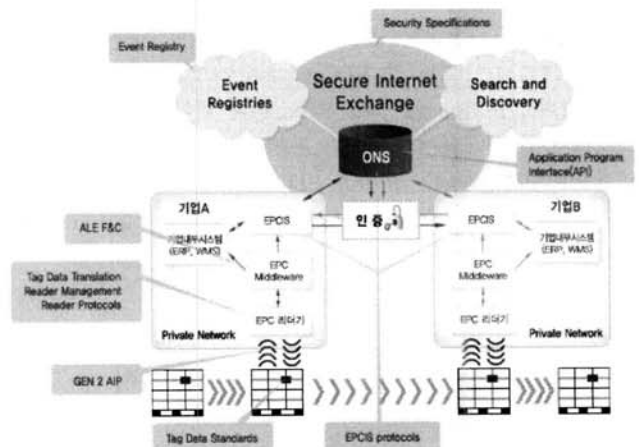 Security Specifications
Event Registry
Event
Registries
Secure Internet
Exchange
Search and
Discovery
ONS
Application Program
Interface(API)
기업A
기업B
ALE F&C
EPCIS
인 증
EPCIS
기업내부시스템
(ERP, WMS)
기업내부시스템
(ERP, WMS)
EPC
Middleware
EPC
Middleware
Tag Data Translation
Reader Management
Reader Protocols
EPC 리더기
EPC 리더기
Private Network
Private Network
GEN 2 AIP
Tag Data Standards
EPCIS protocols